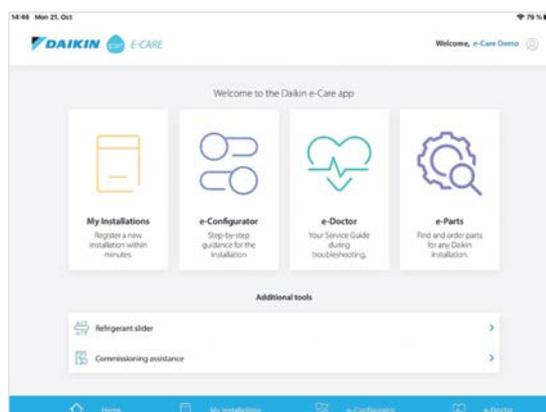 14:46 Mon 21. Oct
79 %
DAIKIN E-CARE
Welcome, e-Care Demo
Welcome to the Daikin e-Care app
My Installations
Register a new
installation within
minutes.
e-Configurator
Step-by-step
guidance for the
installation
e-Doctor
Your Service Guide
during
troubleshooting.
e-Parts
Find and order parts
for any Daikin
installation.
Additional tools
Refrigerant slider
Commissioning assistance
Home
My Installations
e-Configurator
e-Doctor